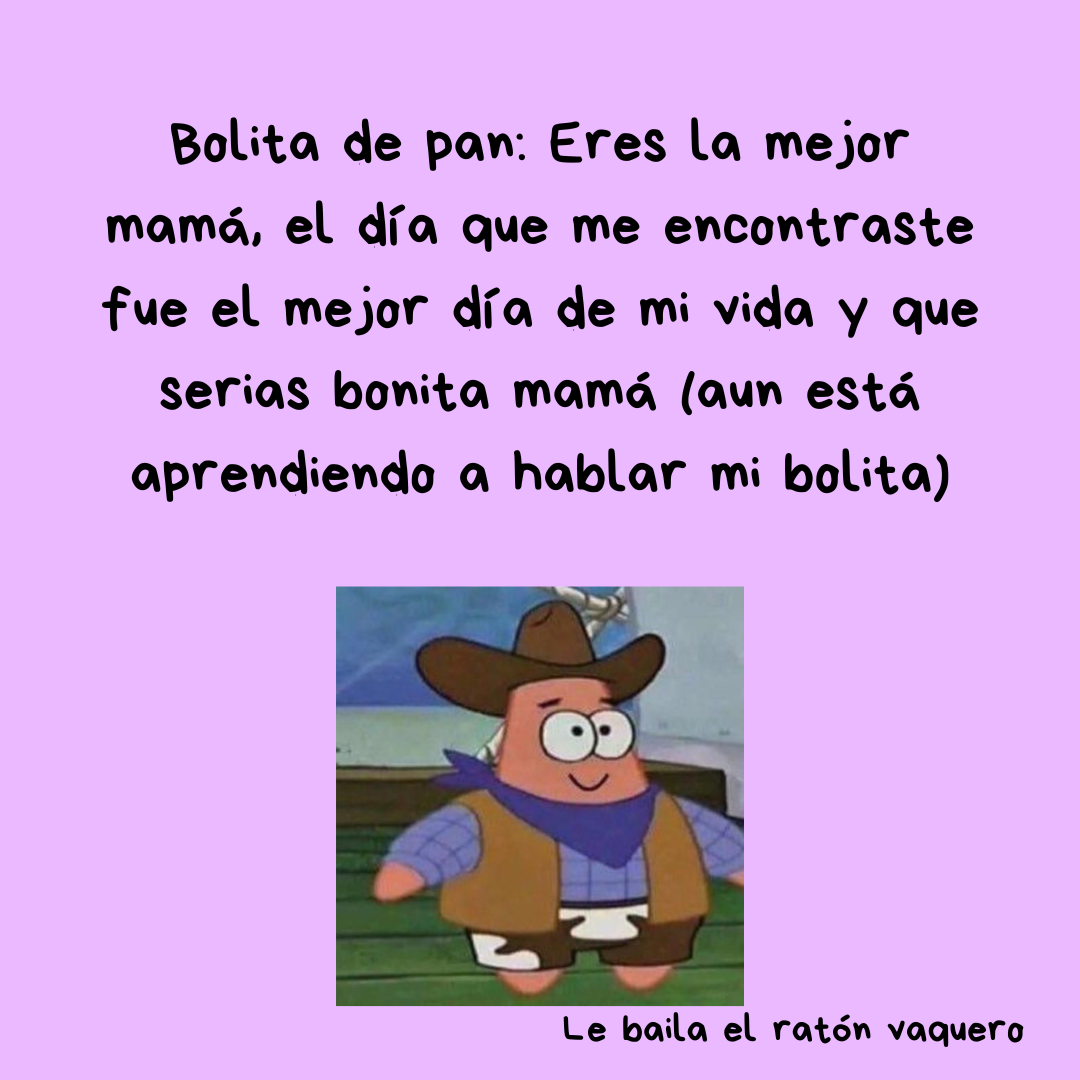 Bolita de pan: Eres la mejor
mamá, el día que me encontraste
fue el mejor día de mi vida y que
serias bonita mamá (aun está
aprendiendo a hablar mi bolita)
Le baila el ratón vaquero